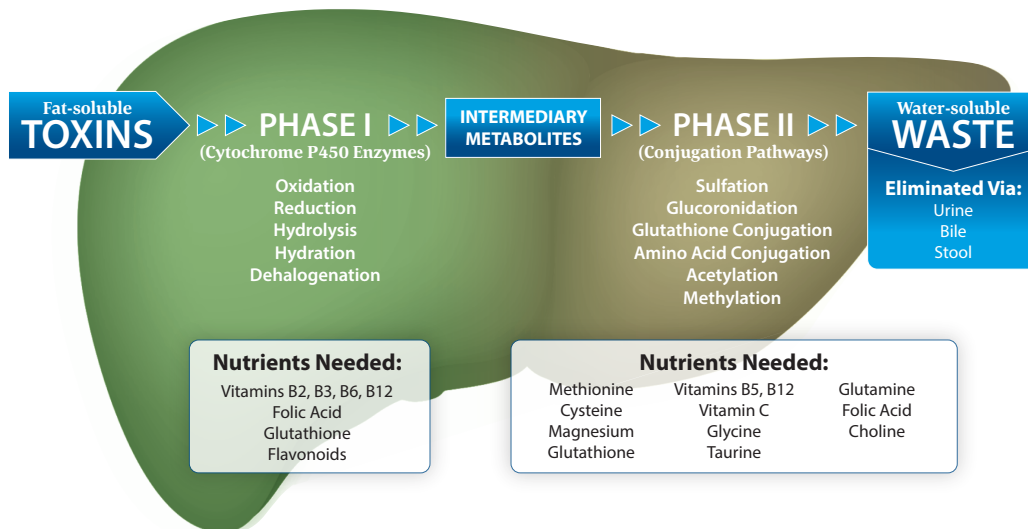 Fat-soluble
TOXINS
PHASE I
(Cytochrome P450 Enzymes)
Oxidation
Reduction
Hydrolysis
Hydration
Dehalogenation
INTERMEDIARY
METABOLITES
PHASE II
(Conjugation Pathways)
Sulfation
Glucoronidation
Glutathione Conjugation
Amino Acid Conjugation
Acetylation
Methylation
Water-soluble
WASTE
Eliminated Via:
Urine
Bile
Stool
Nutrients Needed:
Vitamins B2, B3, B6, B12
Folic Acid
Glutathione
Flavonoids
Nutrients Needed:
Methionine
Cysteine
Magnesium
Glutathione
Vitamins B5, B12
Vitamin C
Glycine
Taurine
Glutamine
Folic Acid
Choline